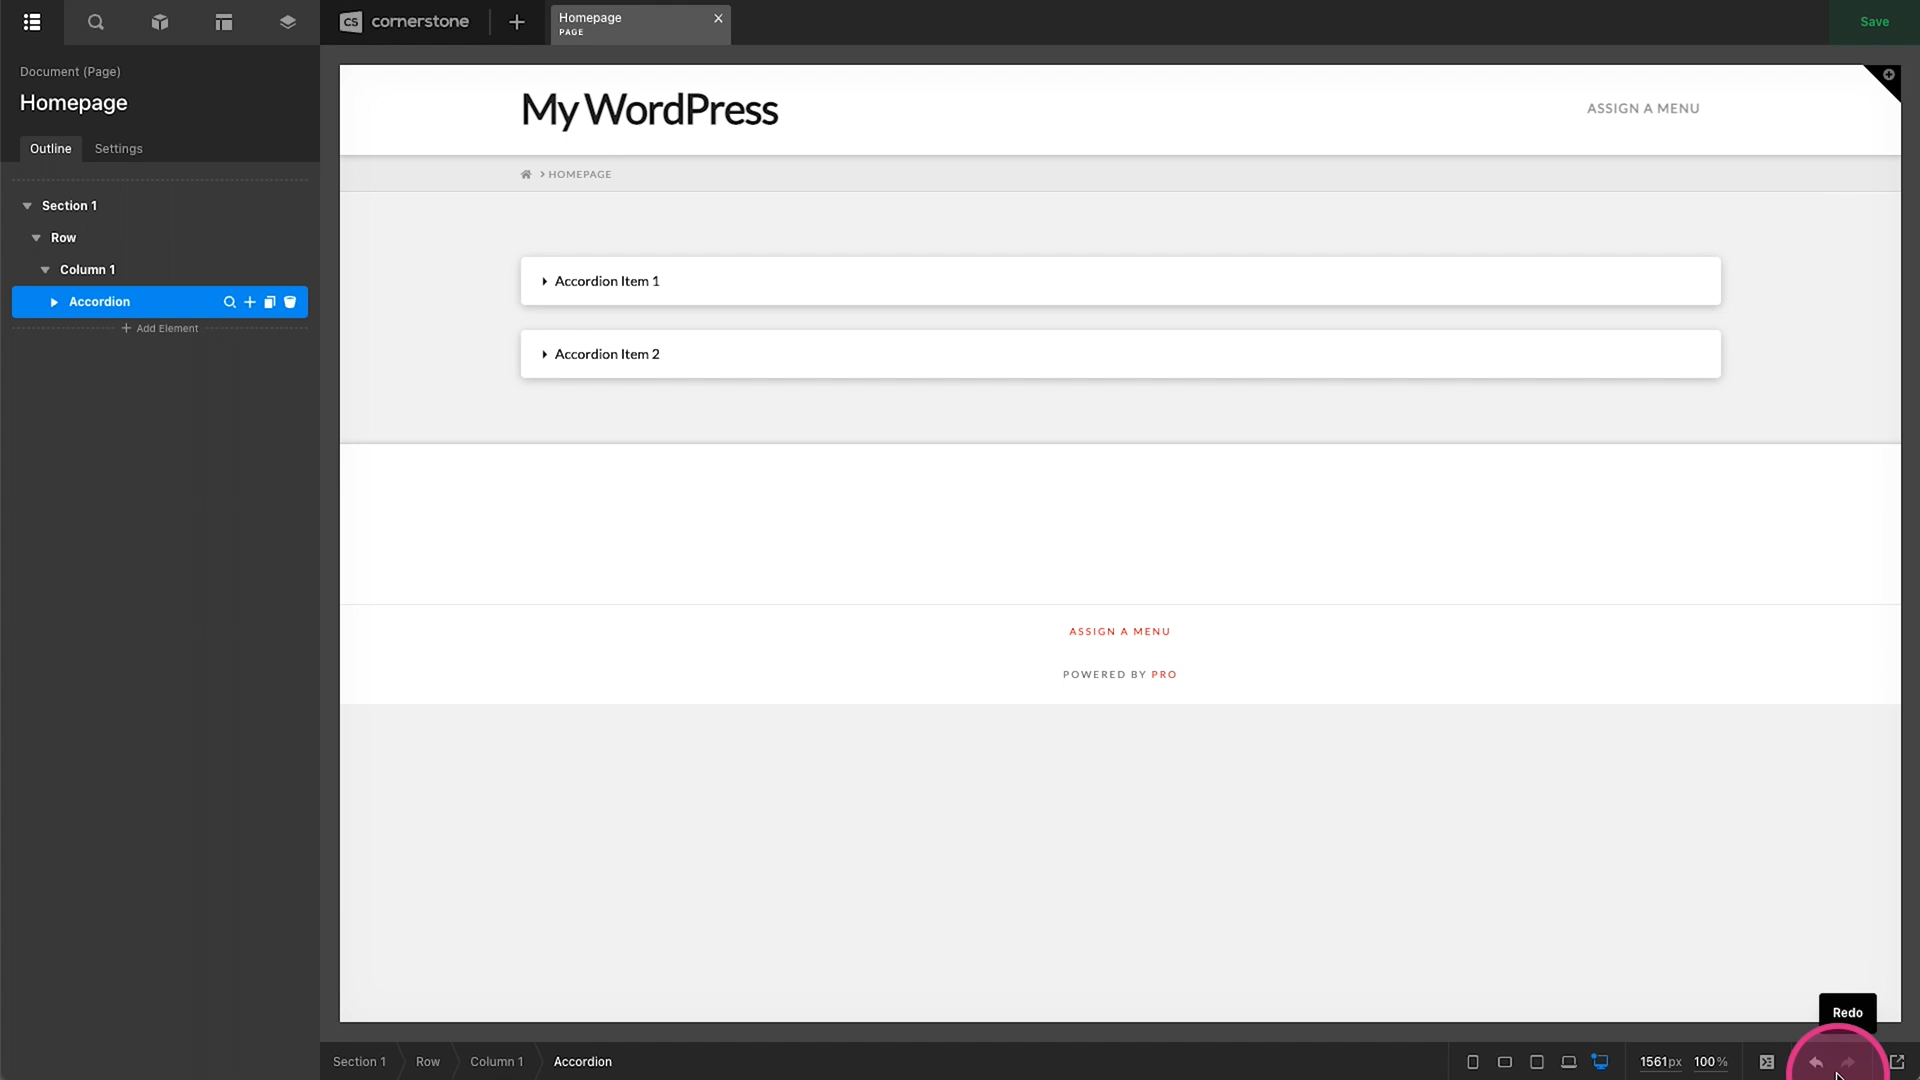 CS cornerstone
Homepage
PAGE
Save
Document (Page)
Homepage
Outline
Settings
Section 1
Row
Column 1
Accordion
Add Element
My WordPress
ASSIGN A MENU
HOMEPAGE
Accordion Item 1
Accordion Item 2
ASSIGN A MENU
POWERED BY PRO
Redo
Section 1
Row
Column 1
Accordion
1561px
100%